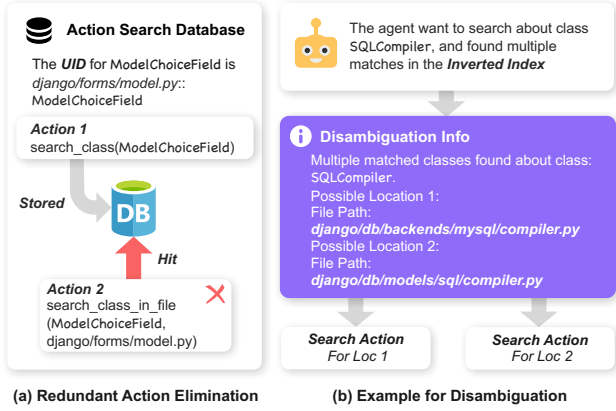 Action Search Database
The UID for ModelChoiceField is
django/forms/model.py::
ModelChoiceField
Action 1
search_class(ModelChoiceField)
Stored
DB
Hit
Action 2
search_class_in_file
(ModelChoiceField,
django/forms/model.py)
(a) Redundant Action Elimination
The agent want to search about class
SQLCompiler, and found multiple
matches in the Inverted Index
Disambiguation Info
Multiple matched classes found about class:
SQLCompiler.
Possible Location 1:
File Path:
django/db/backends/mysql/compiler.py
Possible Location 2:
File Path:
django/db/models/sql/compiler.py
Search Action
For Loc 1
Search Action
For Loc 2
(b) Example for Disambiguation